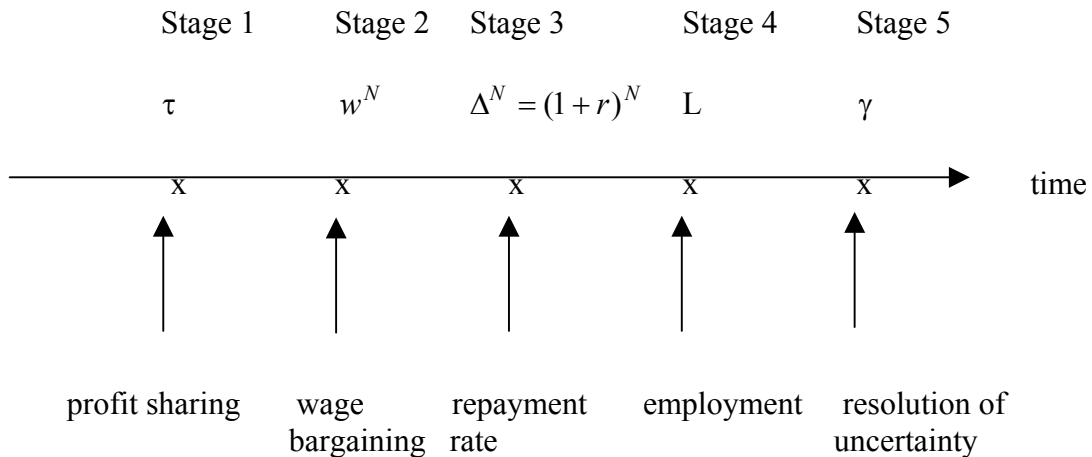 Stage 1 Stage 2 Stage 3 Stage 4 Stage 5
τ w^N Δ^N = (1 + r)^N L γ
x x x x x time
profit sharing wage repayment employment resolution of
bargaining rate uncertainty